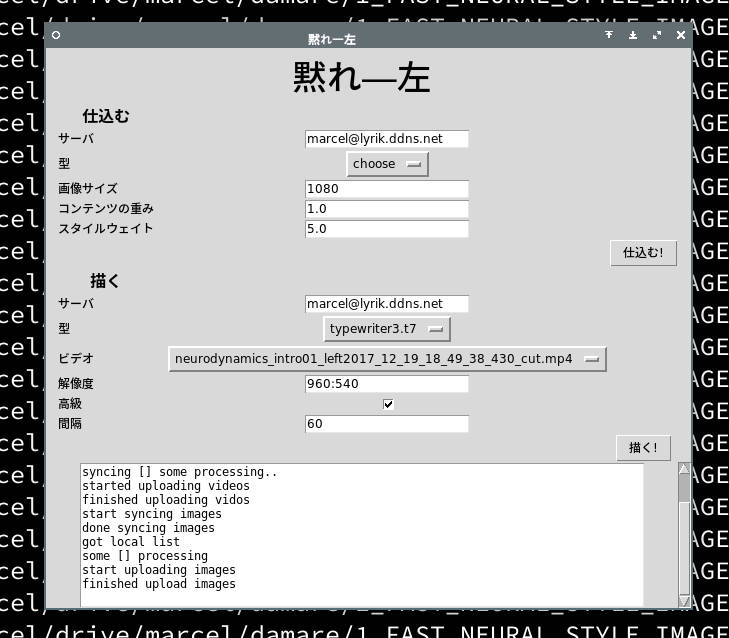 cel/drive/marcel/damare/1_FAST_NEURAL_STYLE_IMAGE
黙れ—左
黙れ—左
仕込む
サーバ marcel@lyrik.ddns.net
型 choose
画像サイズ 1080
コンテンツの重み 1.0
スタイルウェイト 5.0
仕込む!
描く
サーバ marcel@lyrik.ddns.net
型 typewriter3.t7
ビデオ neurodynamics_intro01_left2017_12_19_18_49_38_430_cut.mp4
解像度 960:540
高級
間隔 60
描く!
syncing [] some processing..
started uploading videos
finished uploading vidos
start syncing images
done syncing images
got local list
some [] processing
start uploading images
finished upload images
cel/drive/marcel/damare/1_FAST_NEURAL_STYLE_IMAGE